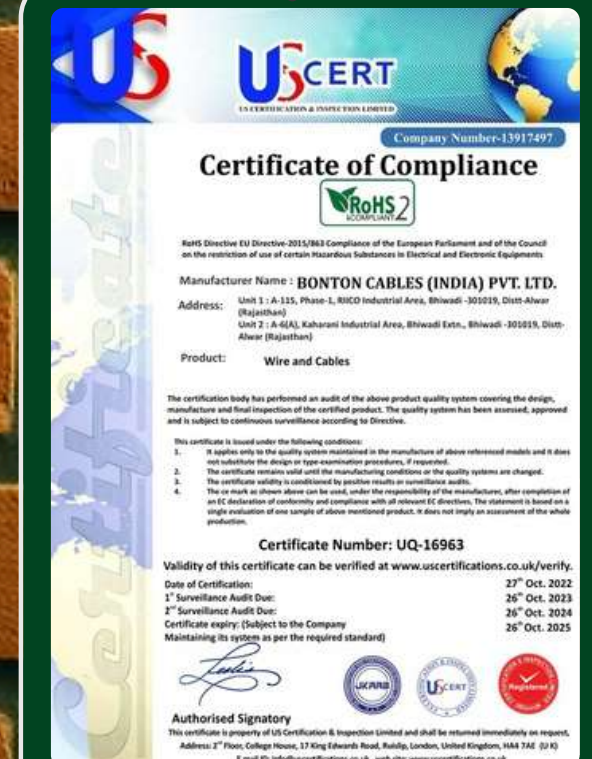 US
USCERT
US CERTIFICATION & INSPECTION LIMITED
Company Number-13917497
Certificate of Compliance
RoHS 2
COMPLIANT
RoHS Directive EU Directive-2015/863 Compliance of the European Parliament and of the Council
on the restriction of use of certain Hazardous Substances in Electrical and Electronic Equipments
Manufacturer Name : BONTON CABLES (INDIA) PVT. LTD.
Address: Unit 1 : A-115, Phase-1, RIICO Industrial Area, Bhiwadi -301019, Distt-Alwar
(Rajasthan)
Unit 2 : A-6(A), Kaharani Industrial Area, Bhiwadi Extn., Bhiwadi -301019, Distt-
Alwar (Rajasthan)
Product: Wire and Cables
The certification body has performed an audit of the above product quality system covering the design,
manufacture and final inspection of the certified product. The quality system has been assessed, approved
and is subject to continuous surveillance according to Directive.
This certificate is issued under the following conditions:
1. It applies only to the quality system maintained in the manufacture of above referenced models and it does
not substitute the design or type-examination procedures, if requested.
2. The certificate remains valid until the manufacturing conditions or the quality systems are changed.
3. The certificate validity is conditioned by positive results or surveillance audits.
4. The ce mark as shown above can be used, under the responsibility of the manufacturer, after completion of
an EC declaration of conformity and compliance with all relevant EC directives. The statement is based on a
single evaluation of one sample of above mentioned product. It does not imply an assessment of the whole
production.
Certificate Number: UQ-16963
Validity of this certificate can be verified at www.uscertifications.co.uk/verify.
Date of Certification: 27th Oct. 2022
1st Surveillance Audit Due: 26th Oct. 2023
2nd Surveillance Audit Due: 26th Oct. 2024
Certificate expiry: (Subject to the Company 26th Oct. 2025
Maintaining its system as per the required standard)
UKARB
USCERT
Registered
Authorised Signatory
This certificate is property of US Certification & Inspection Limited and shall be returned immediately on request,
Address: 2nd Floor, College House, 17 King Edwards Road, Ruislip, London, United Kingdom, HA4 7AE (U K)
Certificate